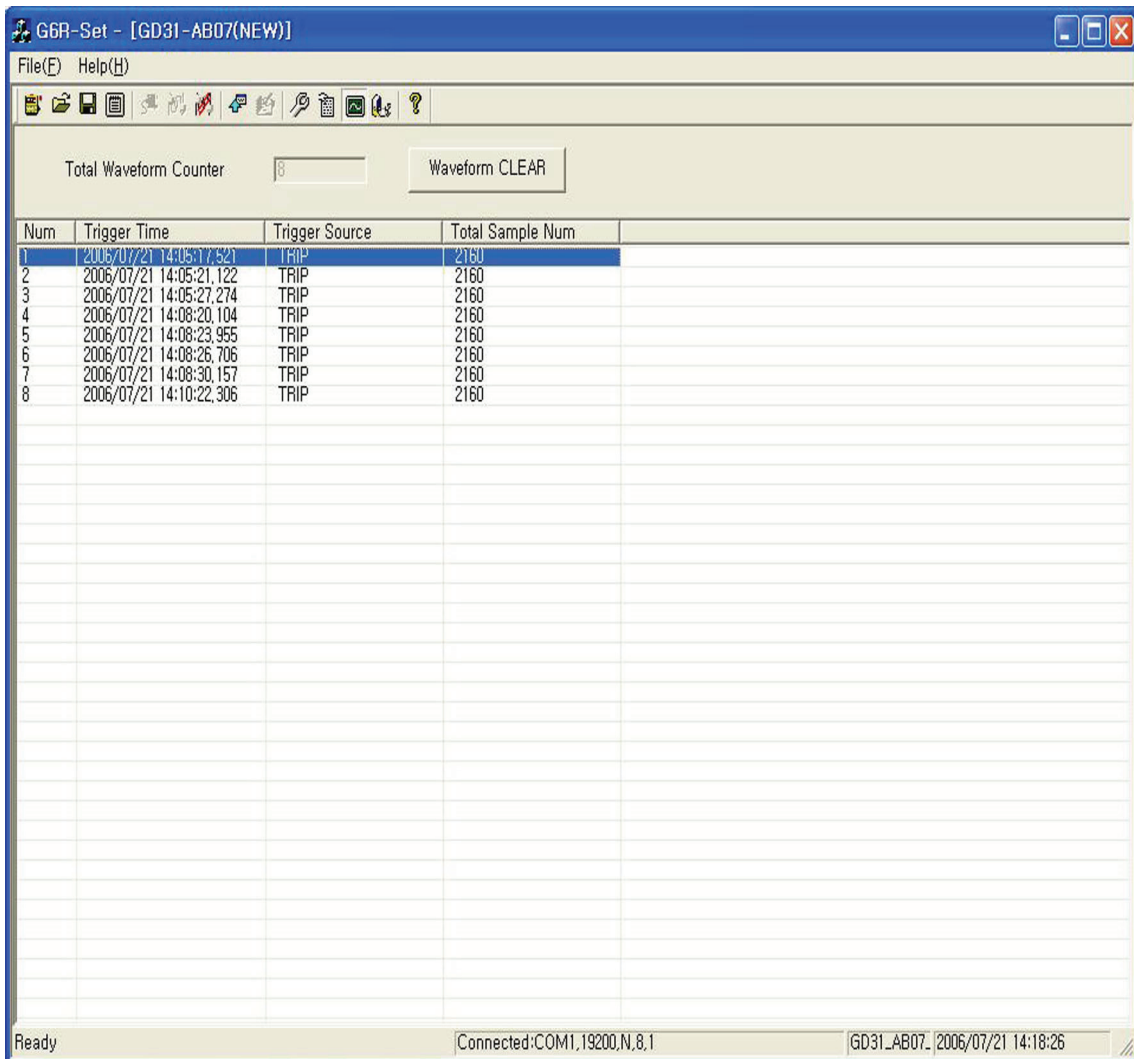 G6R-Set - [GD31-AB07(NEW)]
File(F) Help(H)
Total Waveform Counter 8 Waveform CLEAR
Num Trigger Time Trigger Source Total Sample Num
1 2006/07/21 14:05:17,521 TRIP 2160
2 2006/07/21 14:05:21,122 TRIP 2160
3 2006/07/21 14:05:27,274 TRIP 2160
4 2006/07/21 14:08:20,104 TRIP 2160
5 2006/07/21 14:08:23,955 TRIP 2160
6 2006/07/21 14:08:26,706 TRIP 2160
7 2006/07/21 14:08:30,157 TRIP 2160
8 2006/07/21 14:10:22,306 TRIP 2160
Ready Connected:COM1,19200,N,8,1 GD31_AB07_ 2006/07/21 14:18:26